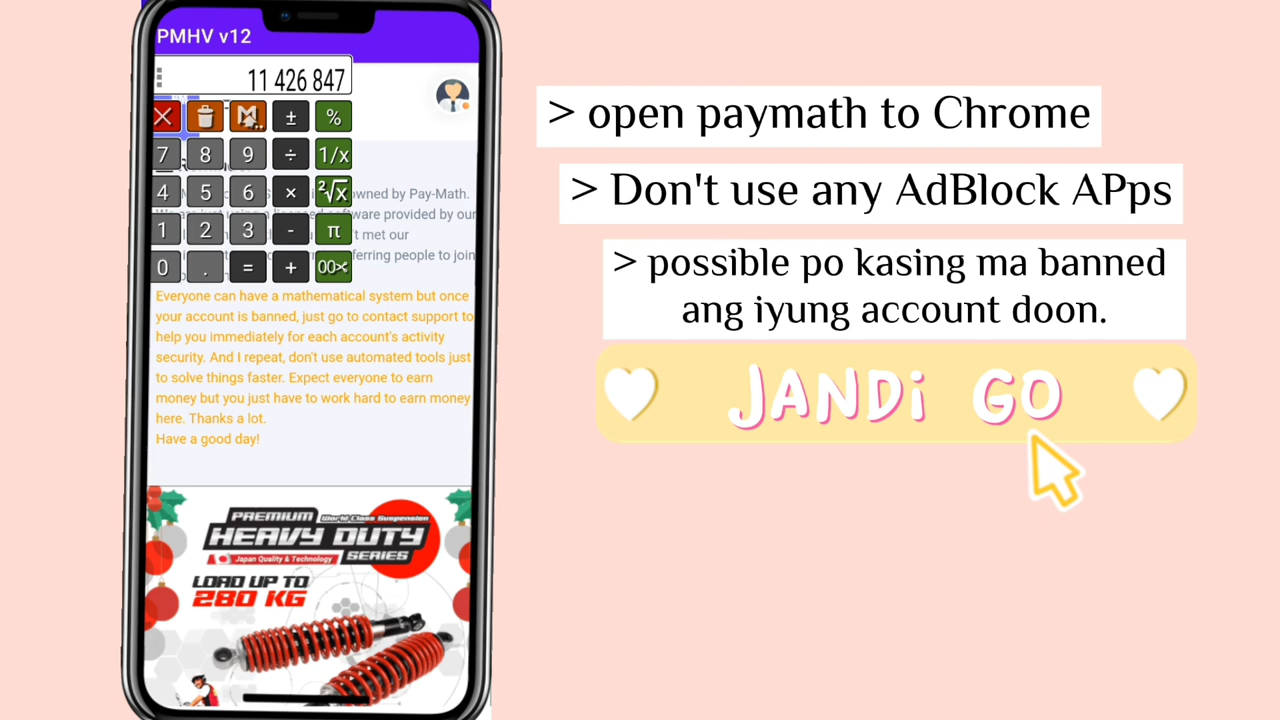 PMHV v12
11 426 847
± %
7 8 9 ÷ 1/x
4 5 6 × ²√x
1 2 3 - π
0 . = + 00
owned by Pay-Math.
software provided by our
't met our
ferring people to join
Everyone can have a mathematical system but once
your account is banned, just go to contact support to
help you immediately for each account's activity
security. And I repeat, don't use automated tools just
to solve things faster. Expect everyone to earn
money but you just have to work hard to earn money
here. Thanks a lot.
Have a good day!
PREMIUM World Class Suspension
HEAVY DUTY
Japan Quality & Technology SERIES
LOAD UP TO
280 KG
> open paymath to Chrome
> Don't use any AdBlock APps
> possible po kasing ma banned
ang iyung account doon.
JANDi GO